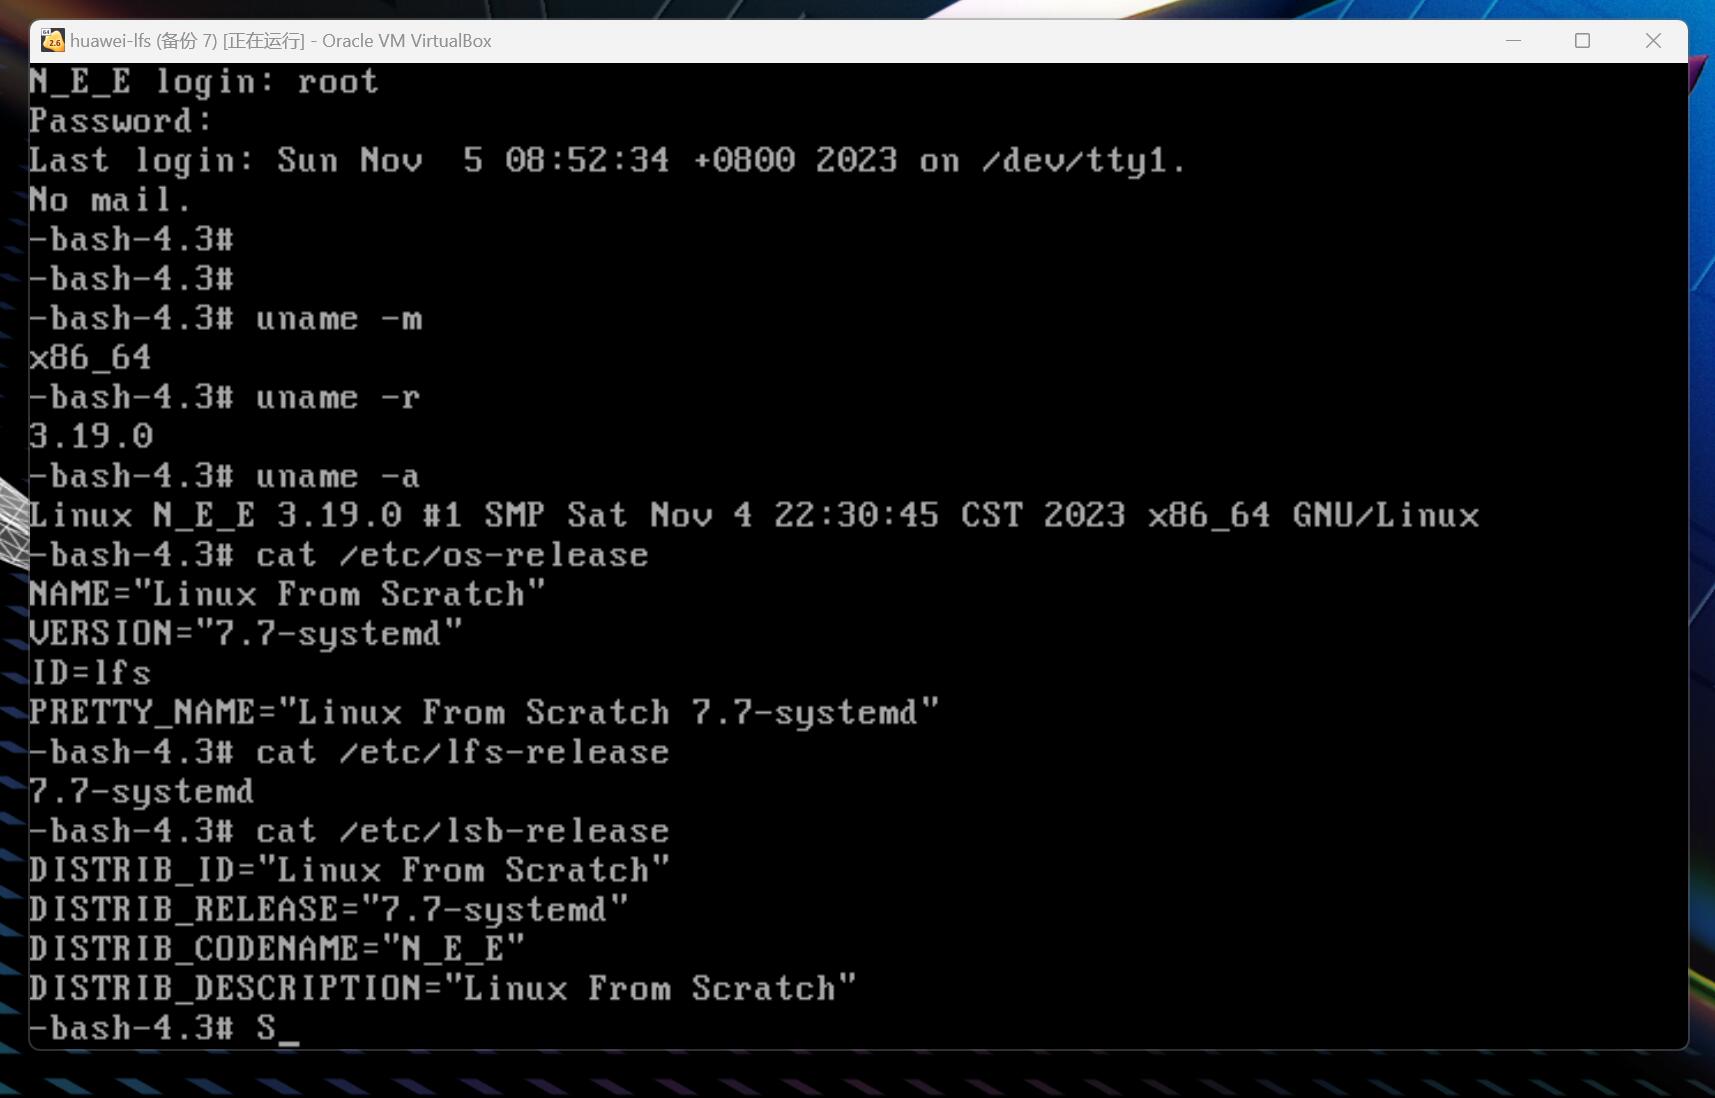 huawei-lfs (备份 7) [正在运行] - Oracle VM VirtualBox
N_E_E login: root
Password:
Last login: Sun Nov  5 08:52:34 +0800 2023 on /dev/tty1.
No mail.
-bash-4.3#
-bash-4.3#
-bash-4.3# uname -m
x86_64
-bash-4.3# uname -r
3.19.0
-bash-4.3# uname -a
Linux N_E_E 3.19.0 #1 SMP Sat Nov 4 22:30:45 CST 2023 x86_64 GNU/Linux
-bash-4.3# cat /etc/os-release
NAME="Linux From Scratch"
VERSION="7.7-systemd"
ID=lfs
PRETTY_NAME="Linux From Scratch 7.7-systemd"
-bash-4.3# cat /etc/lfs-release
7.7-systemd
-bash-4.3# cat /etc/lsb-release
DISTRIB_ID="Linux From Scratch"
DISTRIB_RELEASE="7.7-systemd"
DISTRIB_CODENAME="N_E_E"
DISTRIB_DESCRIPTION="Linux From Scratch"
-bash-4.3# S_